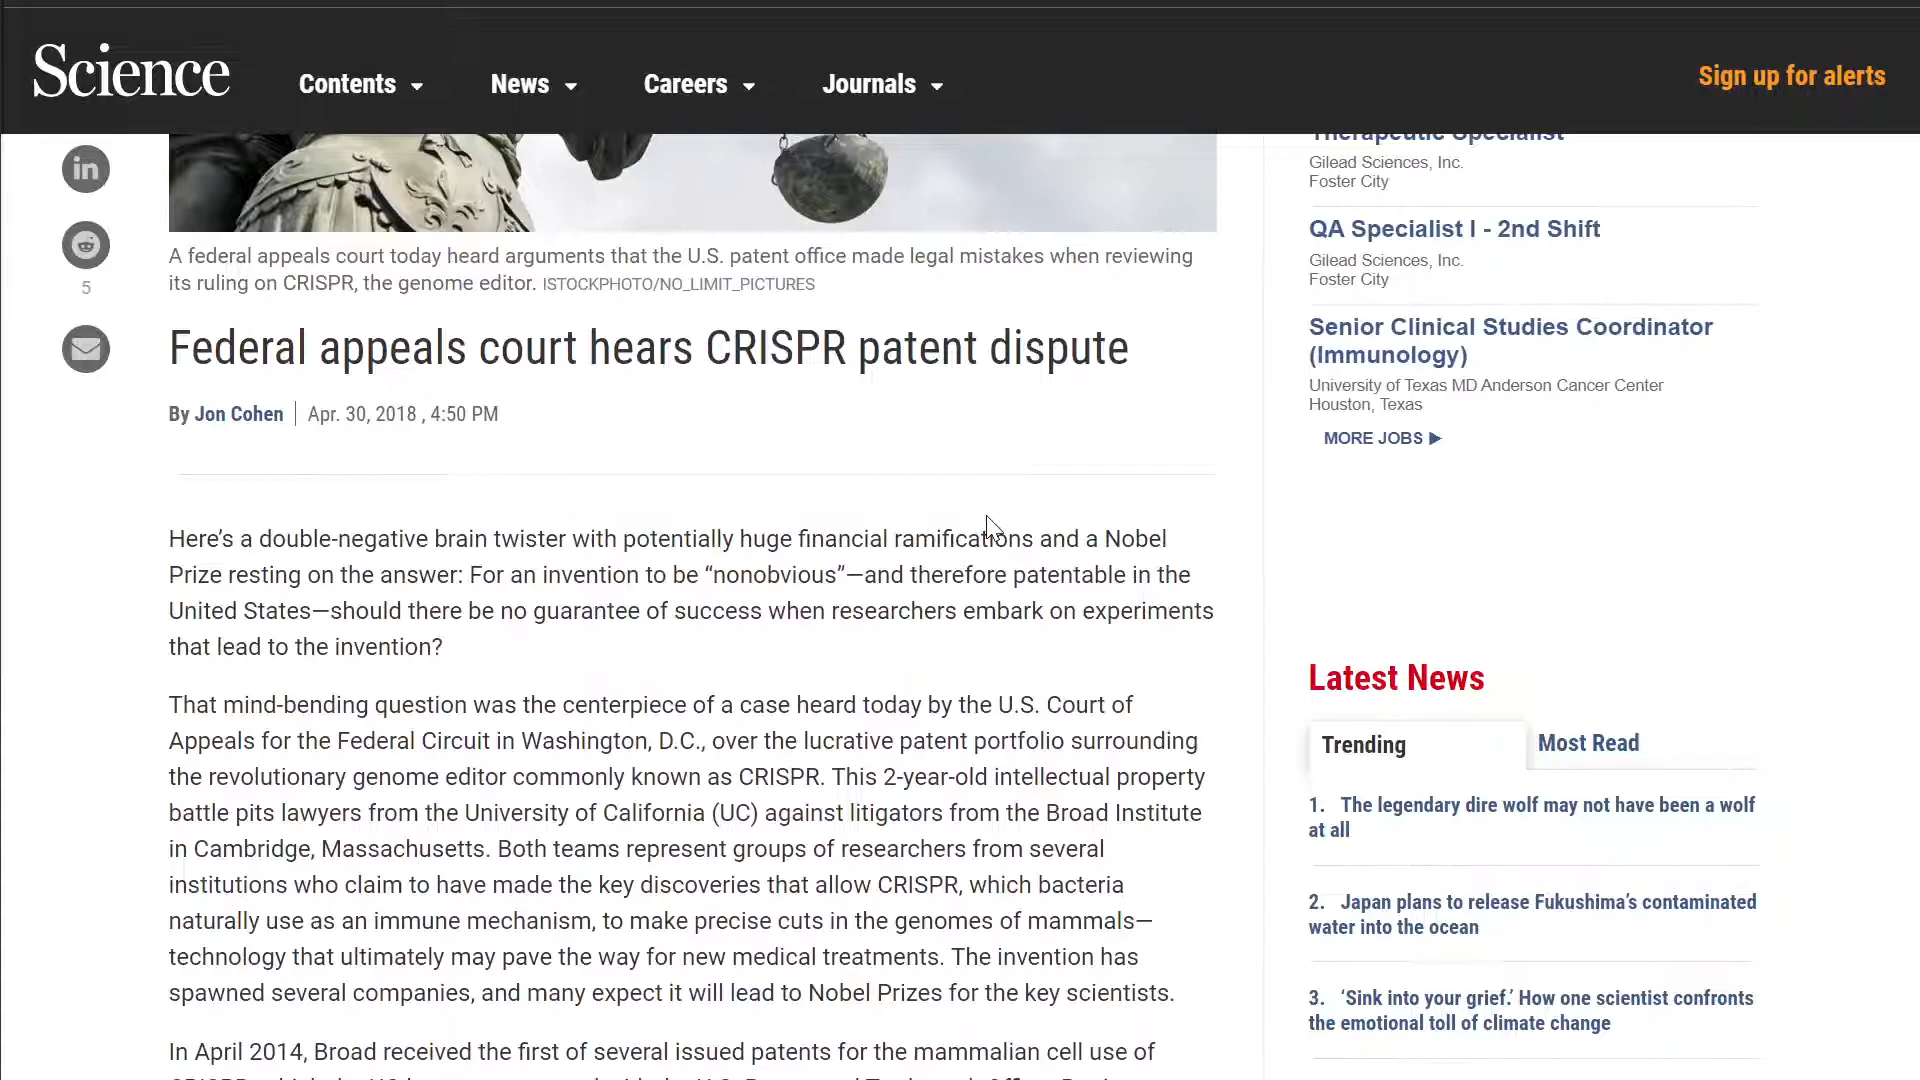 Science
Contents
News
Careers
Journals
Sign up for alerts
in
5
A federal appeals court today heard arguments that the U.S. patent office made legal mistakes when reviewing
its ruling on CRISPR, the genome editor. ISTOCKPHOTO/NO_LIMIT_PICTURES
Federal appeals court hears CRISPR patent dispute
By Jon Cohen | Apr. 30, 2018 , 4:50 PM
Here’s a double-negative brain twister with potentially huge financial ramifications and a Nobel
Prize resting on the answer: For an invention to be “nonobvious”—and therefore patentable in the
United States—should there be no guarantee of success when researchers embark on experiments
that lead to the invention?
That mind-bending question was the centerpiece of a case heard today by the U.S. Court of
Appeals for the Federal Circuit in Washington, D.C., over the lucrative patent portfolio surrounding
the revolutionary genome editor commonly known as CRISPR. This 2-year-old intellectual property
battle pits lawyers from the University of California (UC) against litigators from the Broad Institute
in Cambridge, Massachusetts. Both teams represent groups of researchers from several
institutions who claim to have made the key discoveries that allow CRISPR, which bacteria
naturally use as an immune mechanism, to make precise cuts in the genomes of mammals—
technology that ultimately may pave the way for new medical treatments. The invention has
spawned several companies, and many expect it will lead to Nobel Prizes for the key scientists.
In April 2014, Broad received the first of several issued patents for the mammalian cell use of
Therapeutic Specialist
Gilead Sciences, Inc.
Foster City
QA Specialist I - 2nd Shift
Gilead Sciences, Inc.
Foster City
Senior Clinical Studies Coordinator
(Immunology)
University of Texas MD Anderson Cancer Center
Houston, Texas
MORE JOBS ▶
Latest News
Trending
Most Read
1. The legendary dire wolf may not have been a wolf
at all
2. Japan plans to release Fukushima’s contaminated
water into the ocean
3. ‘Sink into your grief.’ How one scientist confronts
the emotional toll of climate change